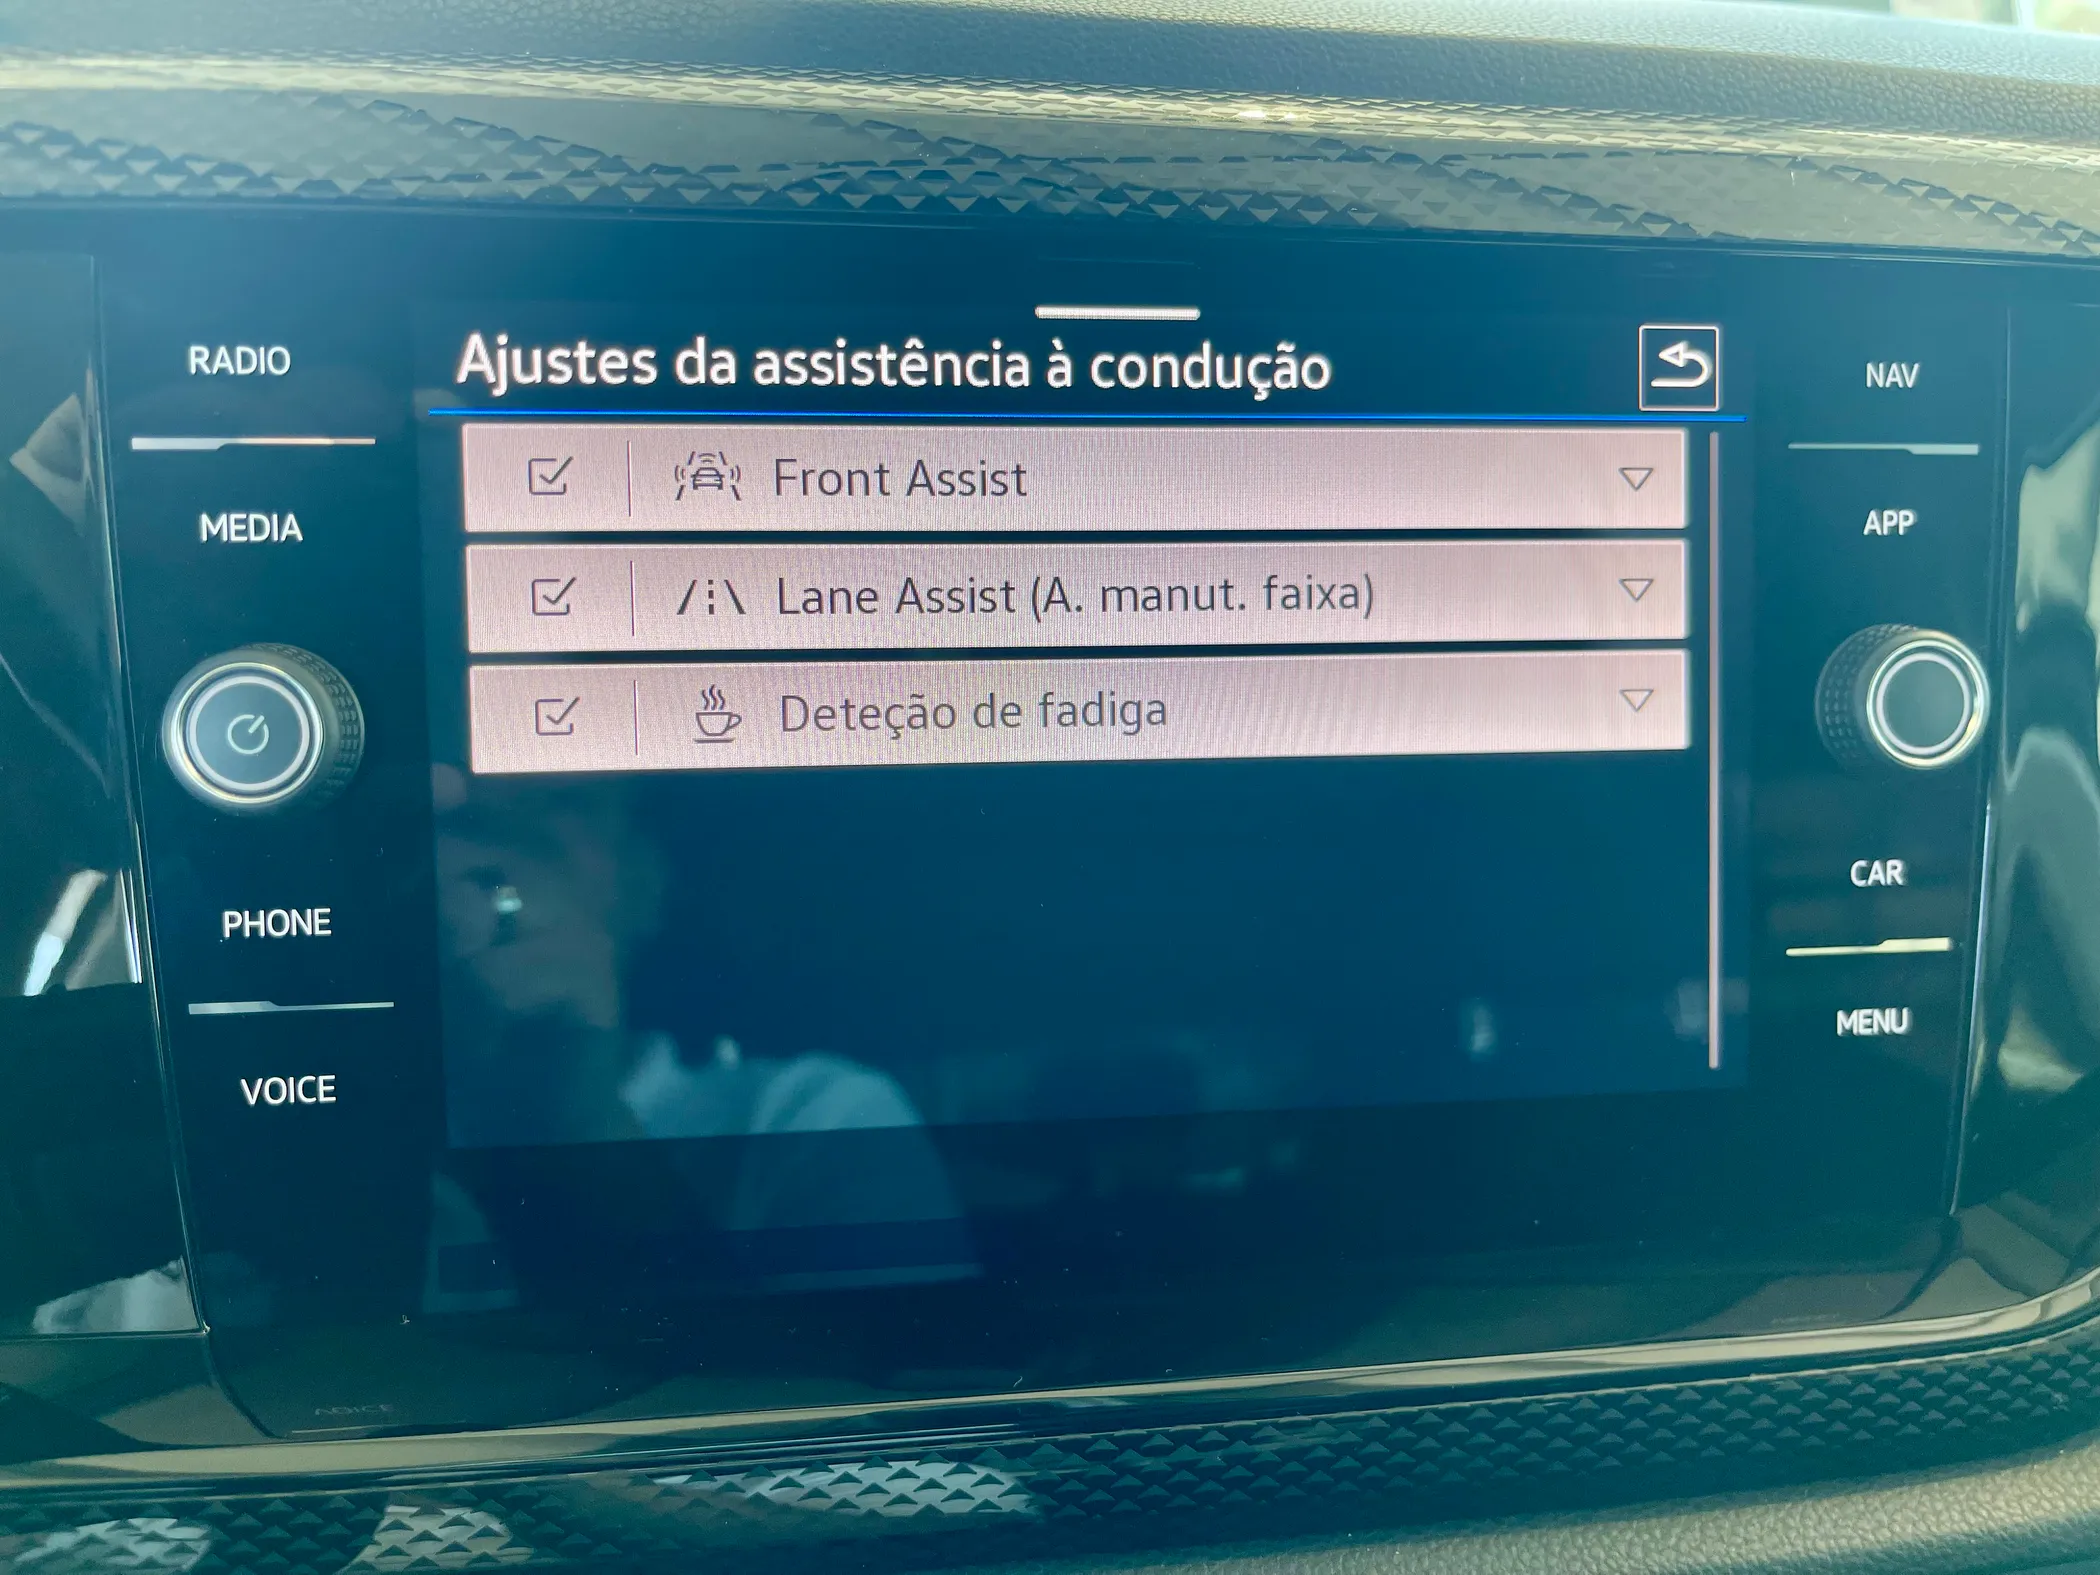 Ajustes da assistência à condução
Front Assist
Lane Assist (A. manut. faixa)
Deteção de fadiga
RADIO
MEDIA
PHONE
VOICE
NAV
APP
CAR
MENU